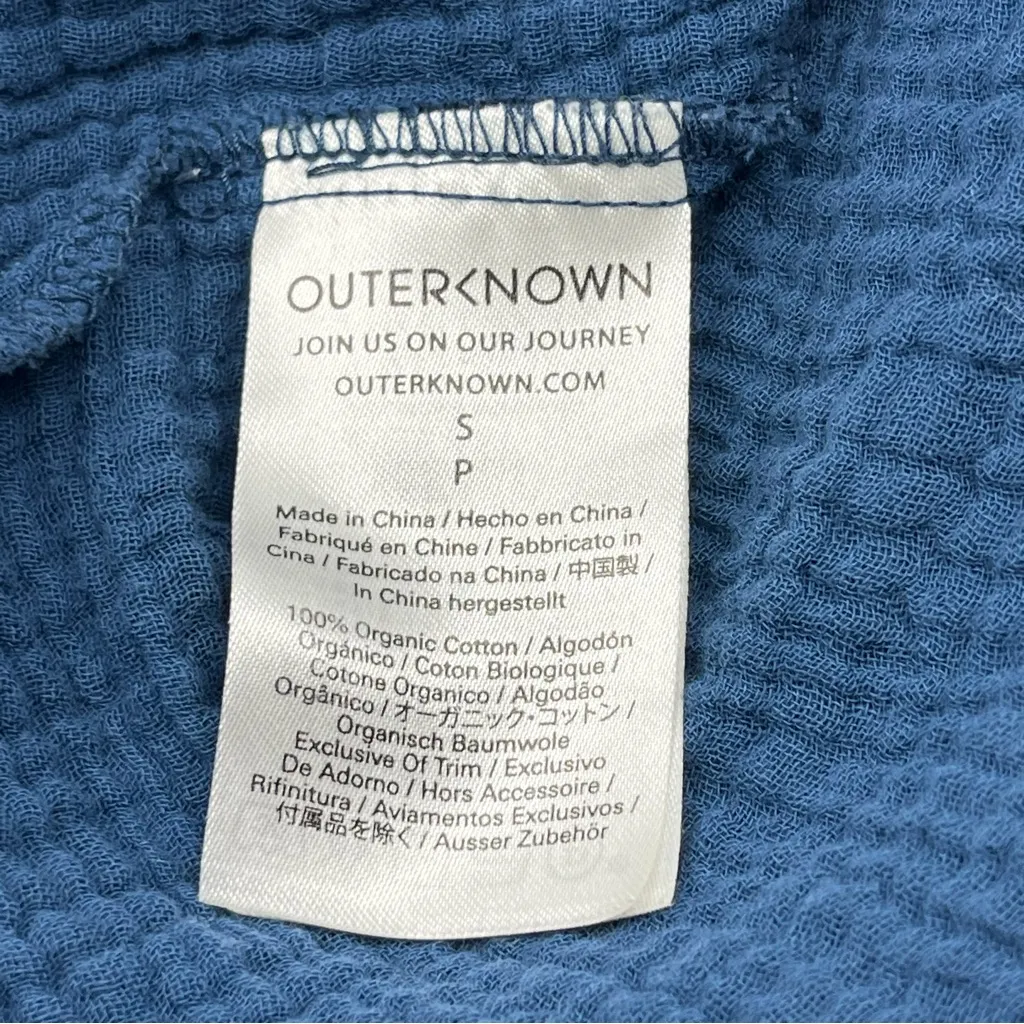 OUTERKNOWN
JOIN US ON OUR JOURNEY
OUTERKNOWN.COM
S
P
Made in China / Hecho en China /
Fabriqué en Chine / Fabbricato in
Cina / Fabricado na China / 中国製 /
In China hergestellt
100% Organic Cotton / Algodón
Orgánico / Coton Biologique /
Cotone Organico / Algodão
Orgânico / オーガニック・コットン /
Organisch Baumwole
Exclusive Of Trim / Exclusivo
De Adorno / Hors Accessoire /
Rifinitura / Aviamentos Exclusivos /
付属品を除く / Ausser Zubehör